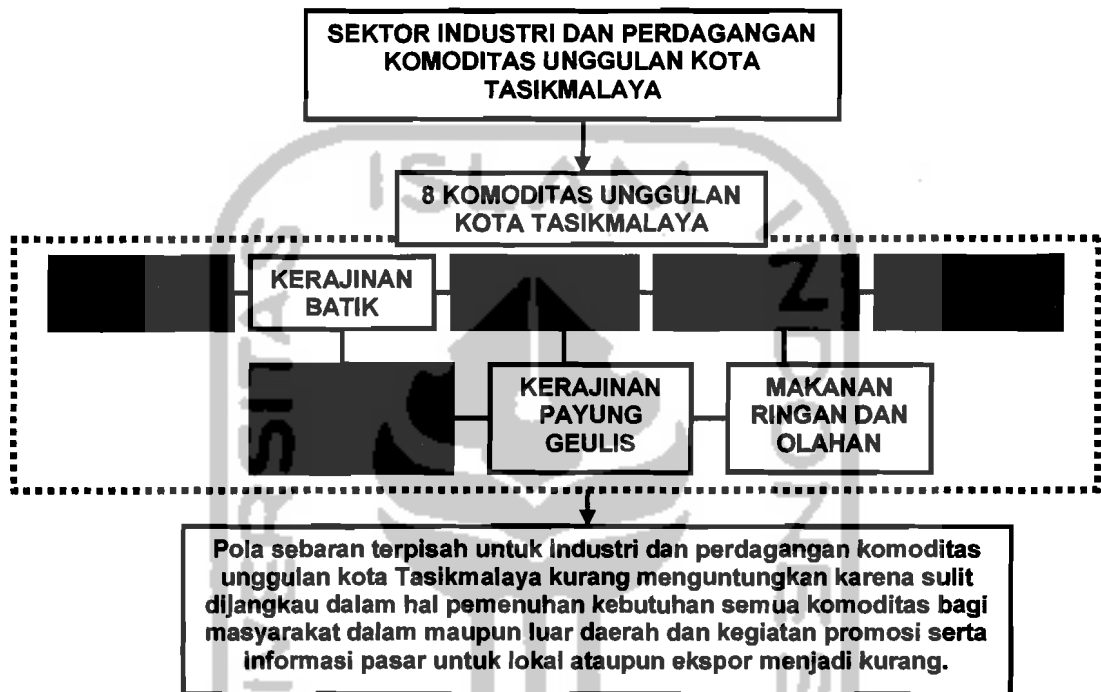 SEKTOR INDUSTRI DAN PERDAGANGAN
KOMODITAS UNGGULAN KOTA
TASIKMALAYA
8 KOMODITAS UNGGULAN
KOTA TASIKMALAYA
KERAJINAN
BATIK
KERAJINAN
PAYUNG
GEULIS
MAKANAN
RINGAN DAN
OLAHAN
Pola sebaran terpisah untuk industri dan perdagangan komoditas
unggulan kota Tasikmalaya kurang menguntungkan karena sulit
dijangkau dalam hal pemenuhan kebutuhan semua komoditas bagi
masyarakat dalam maupun luar daerah dan kegiatan promosi serta
informasi pasar untuk lokal ataupun ekspor menjadi kurang.
ISLAM